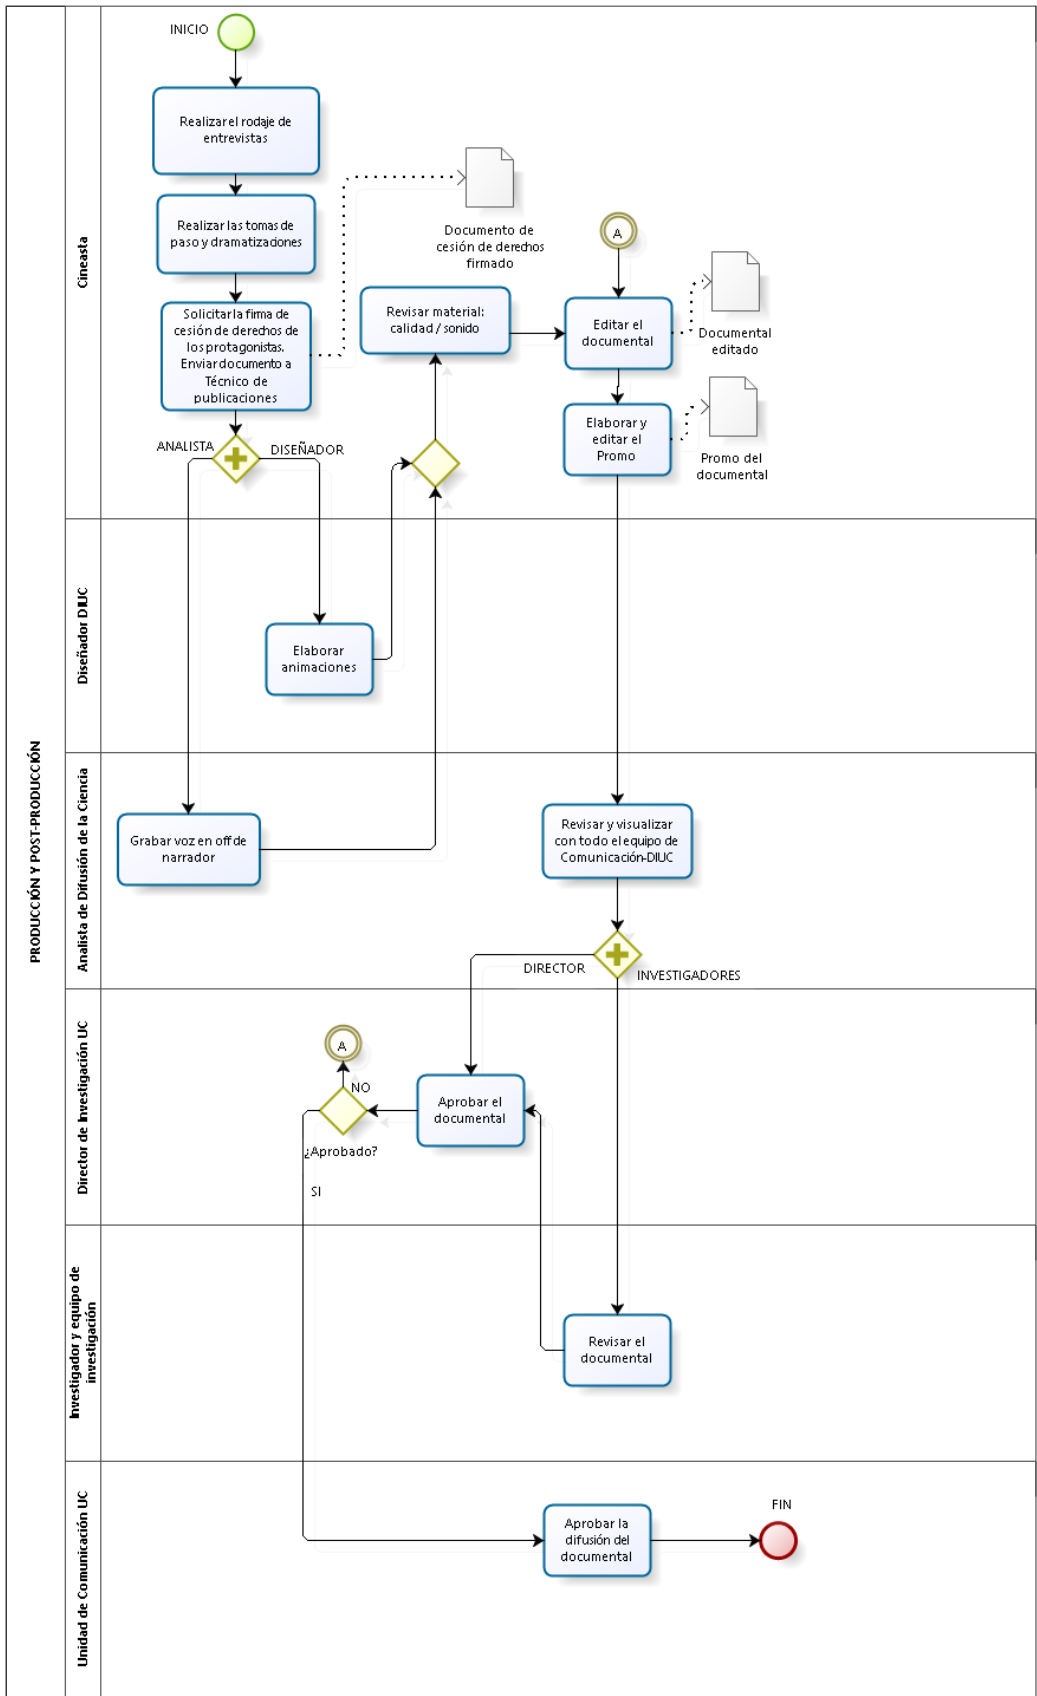 PRODUCCIÓN Y POST-PRODUCCIÓN
Cineasta
INICIO
Realizar el rodaje de
entrevistas
Realizar las tomas de
paso y dramatizaciones
Solicitar la firma de
cesión de derechos de
los protagonistas.
Enviar documento a
Técnico de
publicaciones
ANALISTA
DISEÑADOR
Documento de
cesión de derechos
firmado
Revisar material:
calidad / sonido
A
Editar el
documental
Documental
editado
Elaborar y
editar el
Promo
Promo del
documental
Diseñador DIUC
Elaborar
animaciones
Analista de Difusión de la Ciencia
Grabar voz en off de
narrador
Revisar y visualizar
con todo el equipo de
Comunicación-DIUC
DIRECTOR
INVESTIGADORES
Director de Investigación UC
A
NO
¿Aprobado?
SI
Aprobar el
documental
Investigador y equipo de
investigación
Revisar el
documental
Unidad de Comunicación UC
Aprobar la
difusión del
documental
FIN